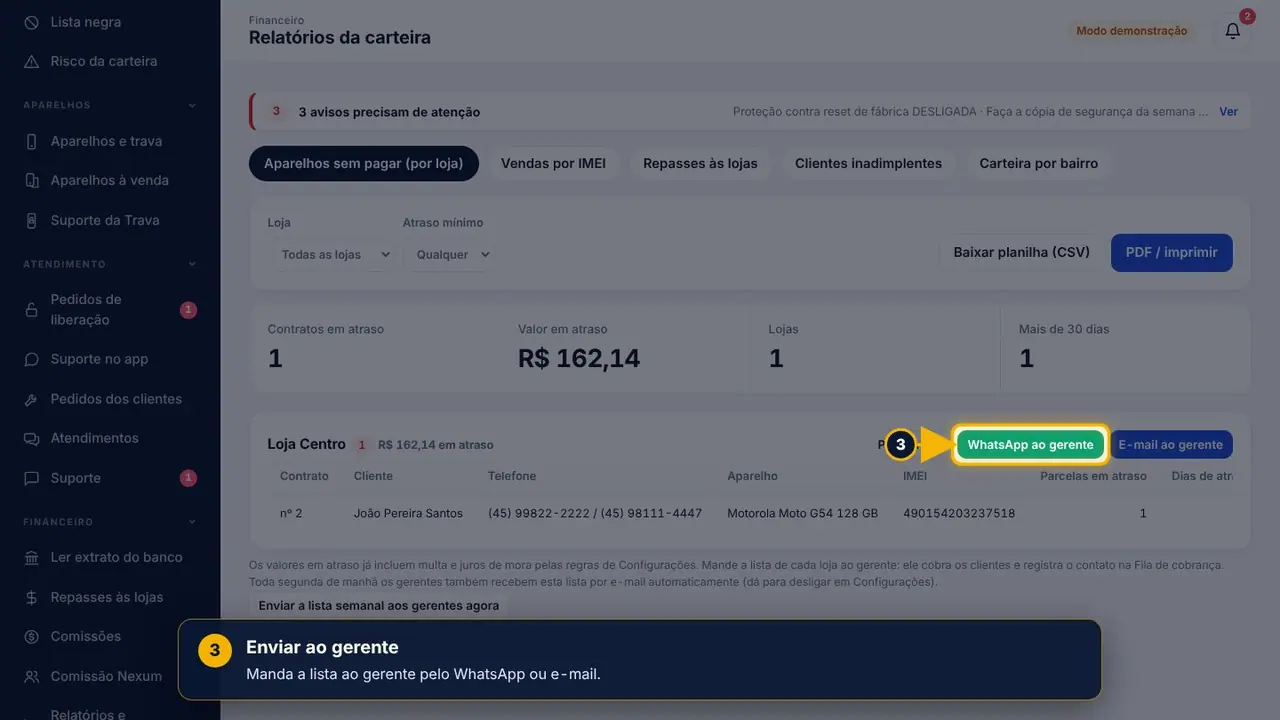 Lista negra
Risco da carteira
APARELHOS
Aparelhos e trava
Aparelhos à venda
Suporte da Trava
ATENDIMENTO
Pedidos de
liberação
1
Suporte no app
Pedidos dos clientes
Atendimentos
Suporte
1
FINANCEIRO
Ler extrato do banco
Repasses às lojas
Comissões
Comissão Nexum
Relatórios e
Financeiro
Relatórios da carteira
Modo demonstração
2
3 3 avisos precisam de atenção Proteção contra reset de fábrica DESLIGADA · Faça a cópia de segurança da semana ... Ver
Aparelhos sem pagar (por loja) Vendas por IMEI Repasses às lojas Clientes inadimplentes Carteira por bairro
Loja Atraso mínimo
Todas as lojas Qualquer Baixar planilha (CSV) PDF / imprimir
Contratos em atraso Valor em atraso Lojas Mais de 30 dias
1 R$ 162,14 1 1
Loja Centro 1 R$ 162,14 em atraso 3 WhatsApp ao gerente E-mail ao gerente
Contrato Cliente Telefone Aparelho IMEI Parcelas em atraso Dias de
nº 2 João Pereira Santos (45) 99822-2222 / (45) 98111-4447 Motorola Moto G54 128 GB 490154203237518 1
Os valores em atraso já incluem multa e juros de mora pelas regras de Configurações. Mande a lista de cada loja ao gerente: ele cobra os clientes e registra o contato na Fila de cobrança.
Toda segunda de manhã os gerentes também recebem esta lista por e-mail automaticamente (dá para desligar em Configurações).
Enviar a lista semanal aos gerentes agora
3 Enviar ao gerente
Manda a lista ao gerente pelo WhatsApp ou e-mail.